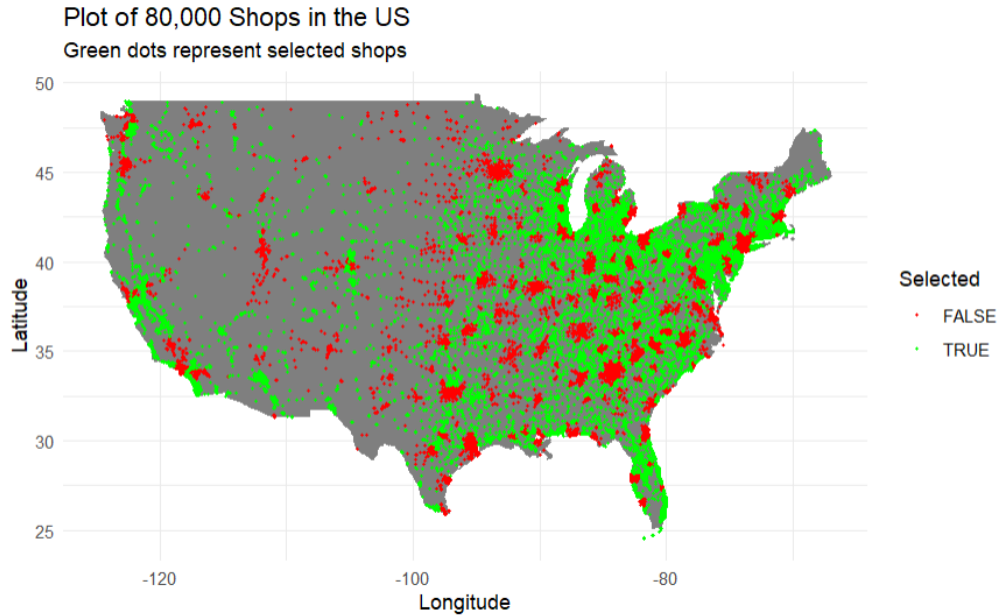 Plot of 80,000 Shops in the US
Green dots represent selected shops
50
45
40
35
30
25
Latitude
-120
-100
-80
Longitude
Selected
FALSE
TRUE